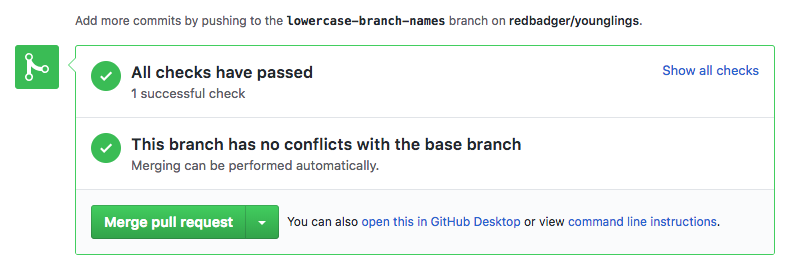 Add more commits by pushing to the lowercase-branch-names branch on redbadger/younglings.
All checks have passed
Show all checks
1 successful check
This branch has no conflicts with the base branch
Merging can be performed automatically.
Merge pull request
You can also open this in GitHub Desktop or view command line instructions.